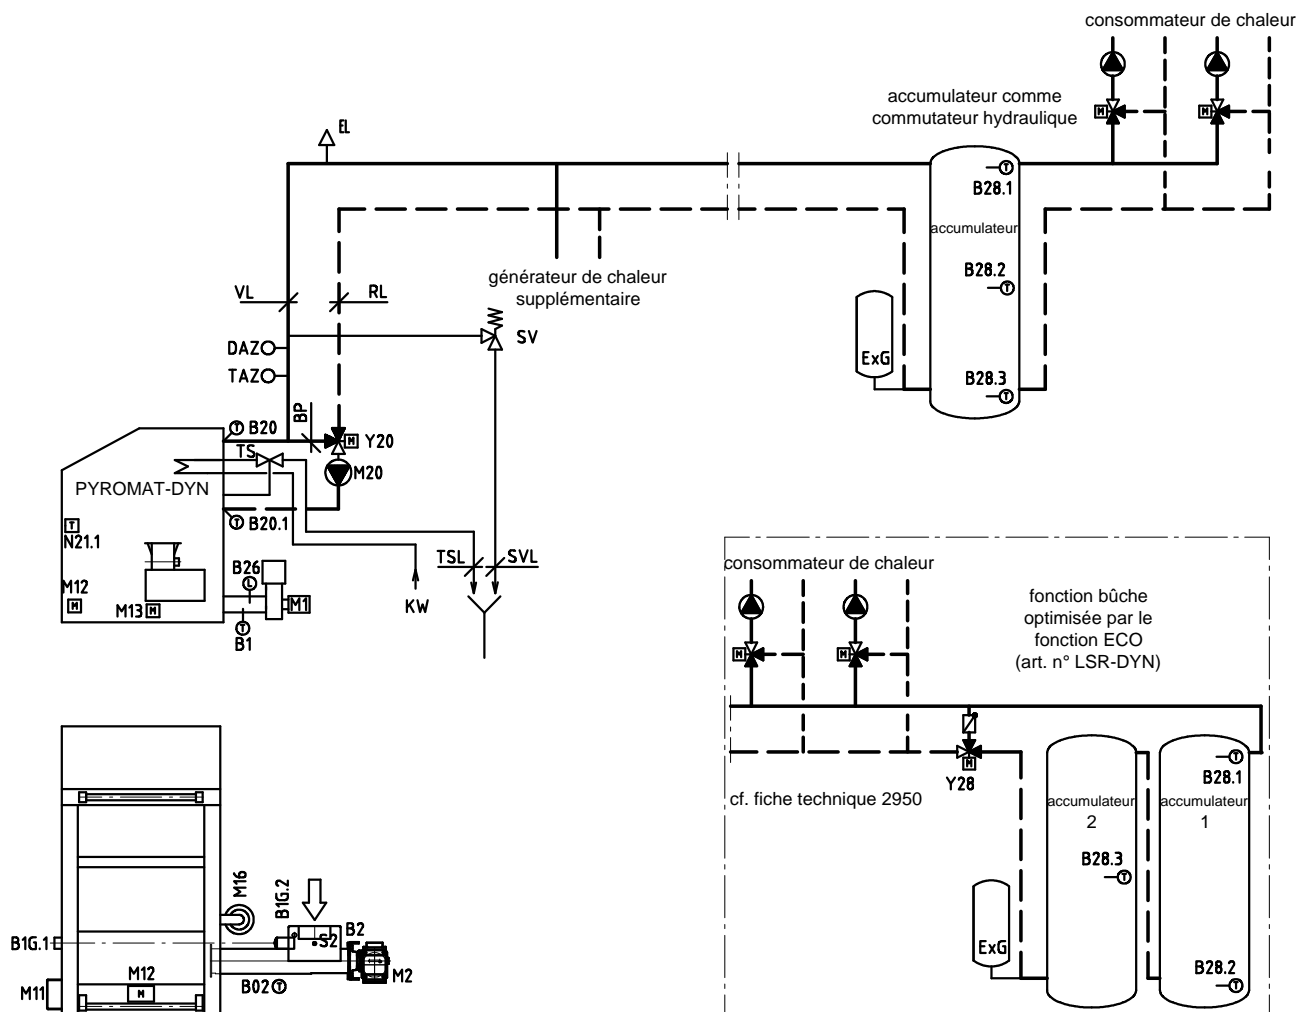 consommateur de chaleur
accumulateur comme
commutateur hydraulique
M
M
EL
T
B28.1
accumulateur
B28.2
T
générateur de chaleur
supplémentaire
VL
RL
SV
DAZ
TAZ
ExG
B28.3
T
BP
T B20
M Y20
TS
M20
PYROMAT-DYN
T B20.1
T
N21.1
TSL
SVL
B26
L
M12
M
M13 M
M1
KW
T
B1
consommateur de chaleur
fonction bûche
optimisée par le
fonction ECO
(art. n° LSR-DYN)
M
M
M
Y28
T
B28.1
cf. fiche technique 2950
accumulateur
2
accumulateur
1
B28.3
T
ExG
B28.2
T
M16
B1G.2
B2
S2
B1G.1
M12
M
M11
B02 T
M2